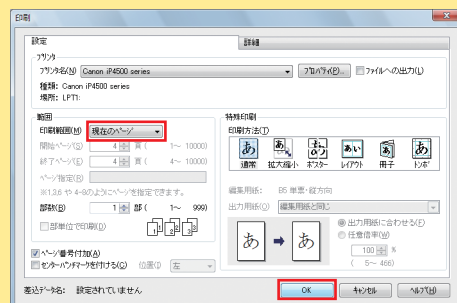 印刷
設定
詳細
プリンタ
プリンタ名(N) Canon iP4500 series プロパティ(P)... ファイルへの出力(L)
種類: Canon iP4500 series
場所: LPT1:
範囲
印刷範囲(M) 現在のページ
開始ページ(S) 4 頁 ( 1～ 10000)
終了ページ(E) 4 頁 ( 4～ 10000)
ページ指定(R)
※1,3,6 や 4-8のようにページを指定できます。
部数(B) 1 部 ( 1～ 999)
部単位で印刷(D)
1 1 2 2 3 3
ページ番号付加(A)
センターパンチマークを付ける(C) 位置(I) 左
特殊印刷
印刷方法(T)
通常 拡大縮小 ポスター レイアウト 冊子 トンボ
編集用紙: B5 単票・縦方向
出力用紙(O) 編集用紙と同じ
あ ➡ あ
出力用紙に合わせる(F)
任意倍率(W)
100 %
( 5～ 466)
差込データ名: 設定されていません
OK キャンセル ヘルプ(H)